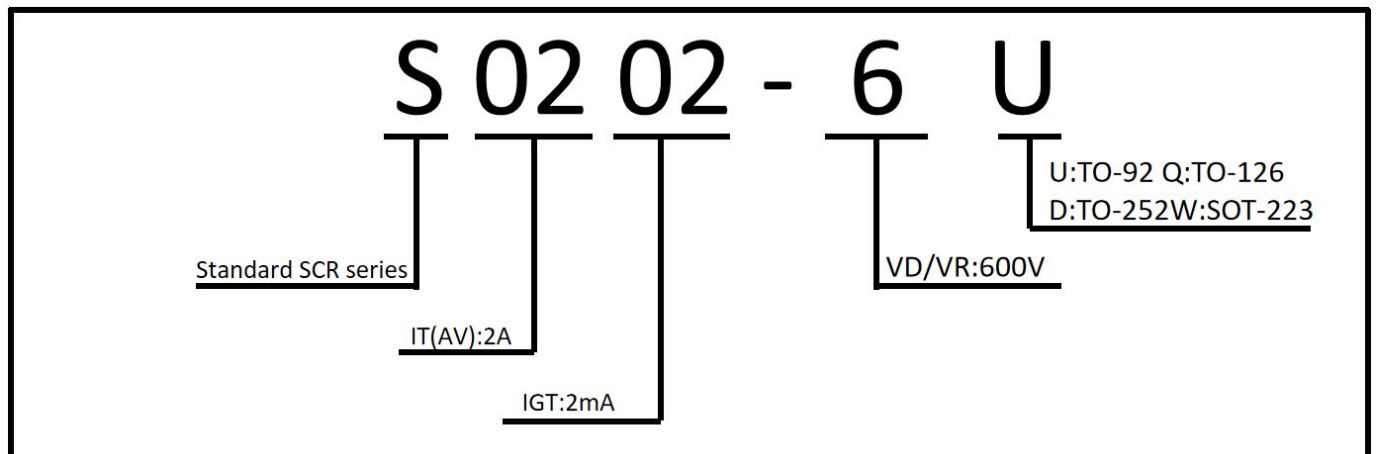 S 02 02 - 6 U
U:TO-92 Q:TO-126
D:TO-252W:SOT-223
Standard SCR series
VD/VR:600V
IT(AV):2A
IGT:2mA